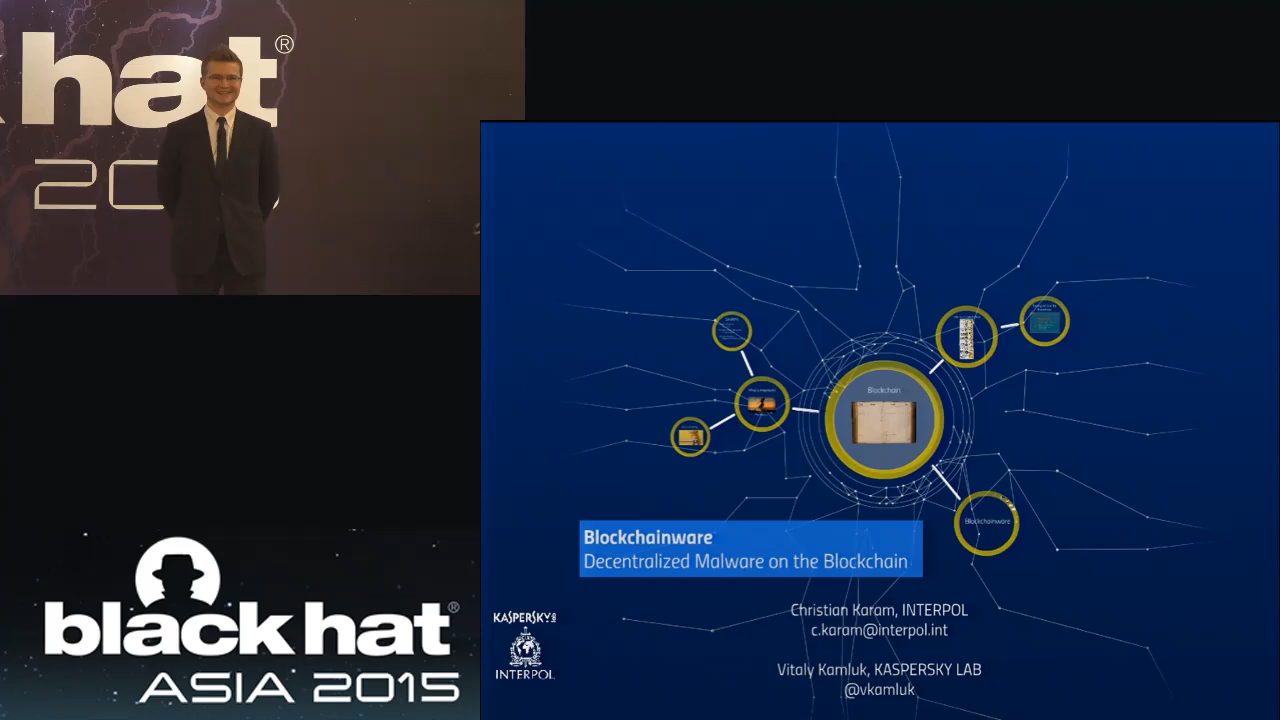 hat®
20
Blockchain
Blockchainware
Blockchainware
Decentralized Malware on the Blockchain
Christian Karam, INTERPOL
c.karam@interpol.int
Vitaly Kamluk, KASPERSKY LAB
@vkamluk
KASPERSKY LAB
INTERPOL
black hat®
ASIA 2015